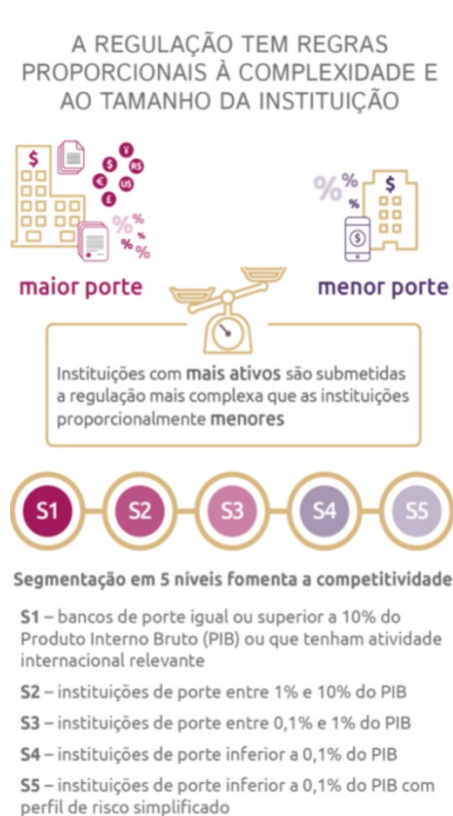 A REGULAÇÃO TEM REGRAS
PROPORCIONAIS À COMPLEXIDADE E
AO TAMANHO DA INSTITUIÇÃO
$
¥
$
R$
€
US
£
%
%
%
%
%
%
%
%
$
$
maior porte
menor porte
Instituições com mais ativos são submetidas
a regulação mais complexa que as instituições
proporcionalmente menores
S1
S2
S3
S4
S5
Segmentação em 5 níveis fomenta a competitividade
S1 – bancos de porte igual ou superior a 10% do
Produto Interno Bruto (PIB) ou que tenham atividade
internacional relevante
S2 – instituições de porte entre 1% e 10% do PIB
S3 – instituições de porte entre 0,1% e 1% do PIB
S4 – instituições de porte inferior a 0,1% do PIB
S5 – instituições de porte inferior a 0,1% do PIB com
perfil de risco simplificado